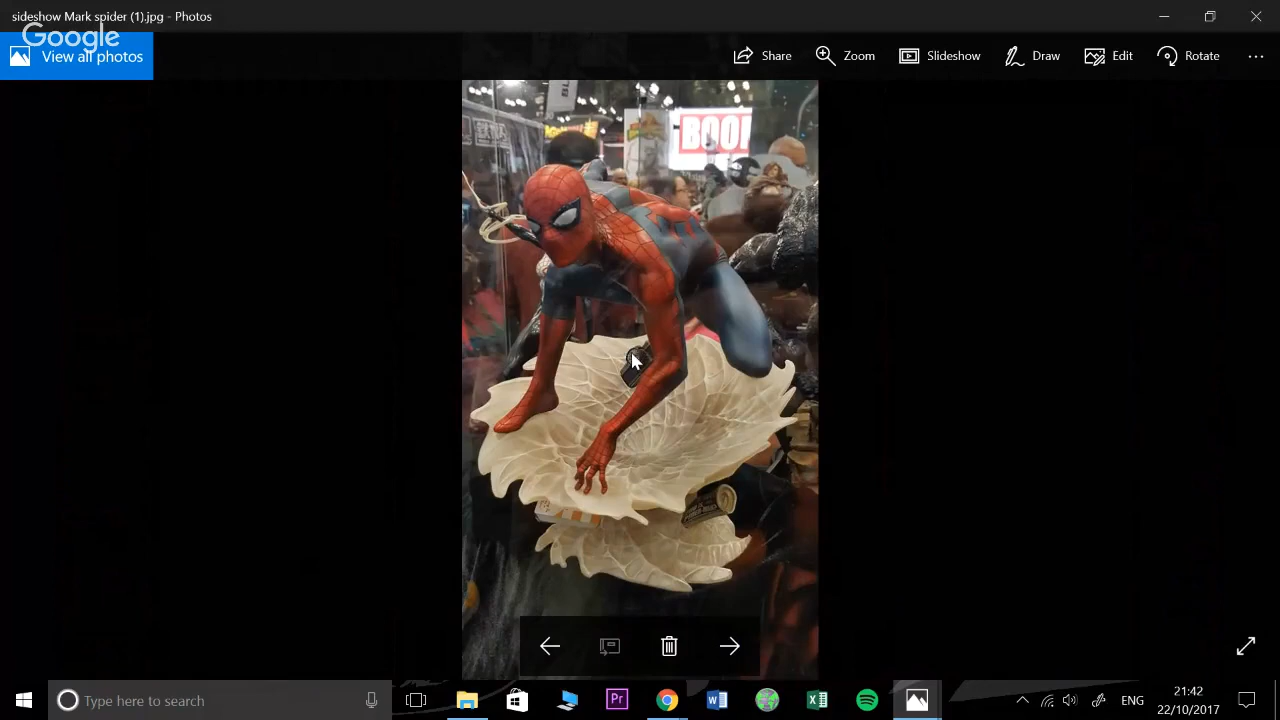 sideshow Mark spider (1).jpg - Photos
Google
View all photos
Share
Zoom
Slideshow
Draw
Edit
Rotate
BOO!
Type here to search
Pr
ENG
21:42
22/10/2017